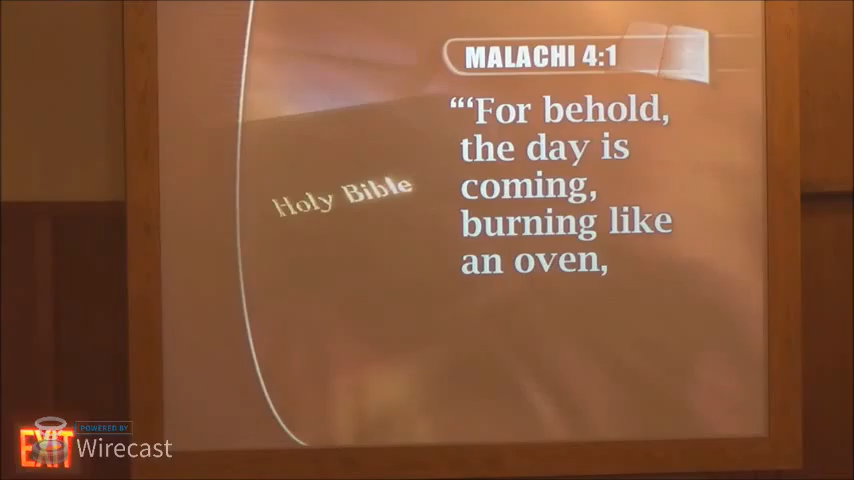 MALACHI 4:1
“‘For behold,
the day is
coming,
burning like
an oven,
Holy Bible
EXIT
POWERED BY
Wirecast